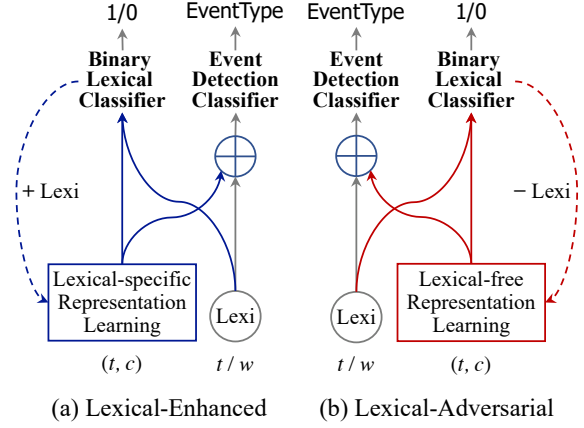 1/0 EventType EventType 1/0
Binary Event Event Binary
Lexical Detection Detection Lexical
Classifier Classifier Classifier Classifier
+ Lexi − Lexi
Lexical-specific Lexical-free
Representation Lexi Lexi Representation
Learning Learning
(t, c) t / w t / w (t, c)
(a) Lexical-Enhanced (b) Lexical-Adversarial